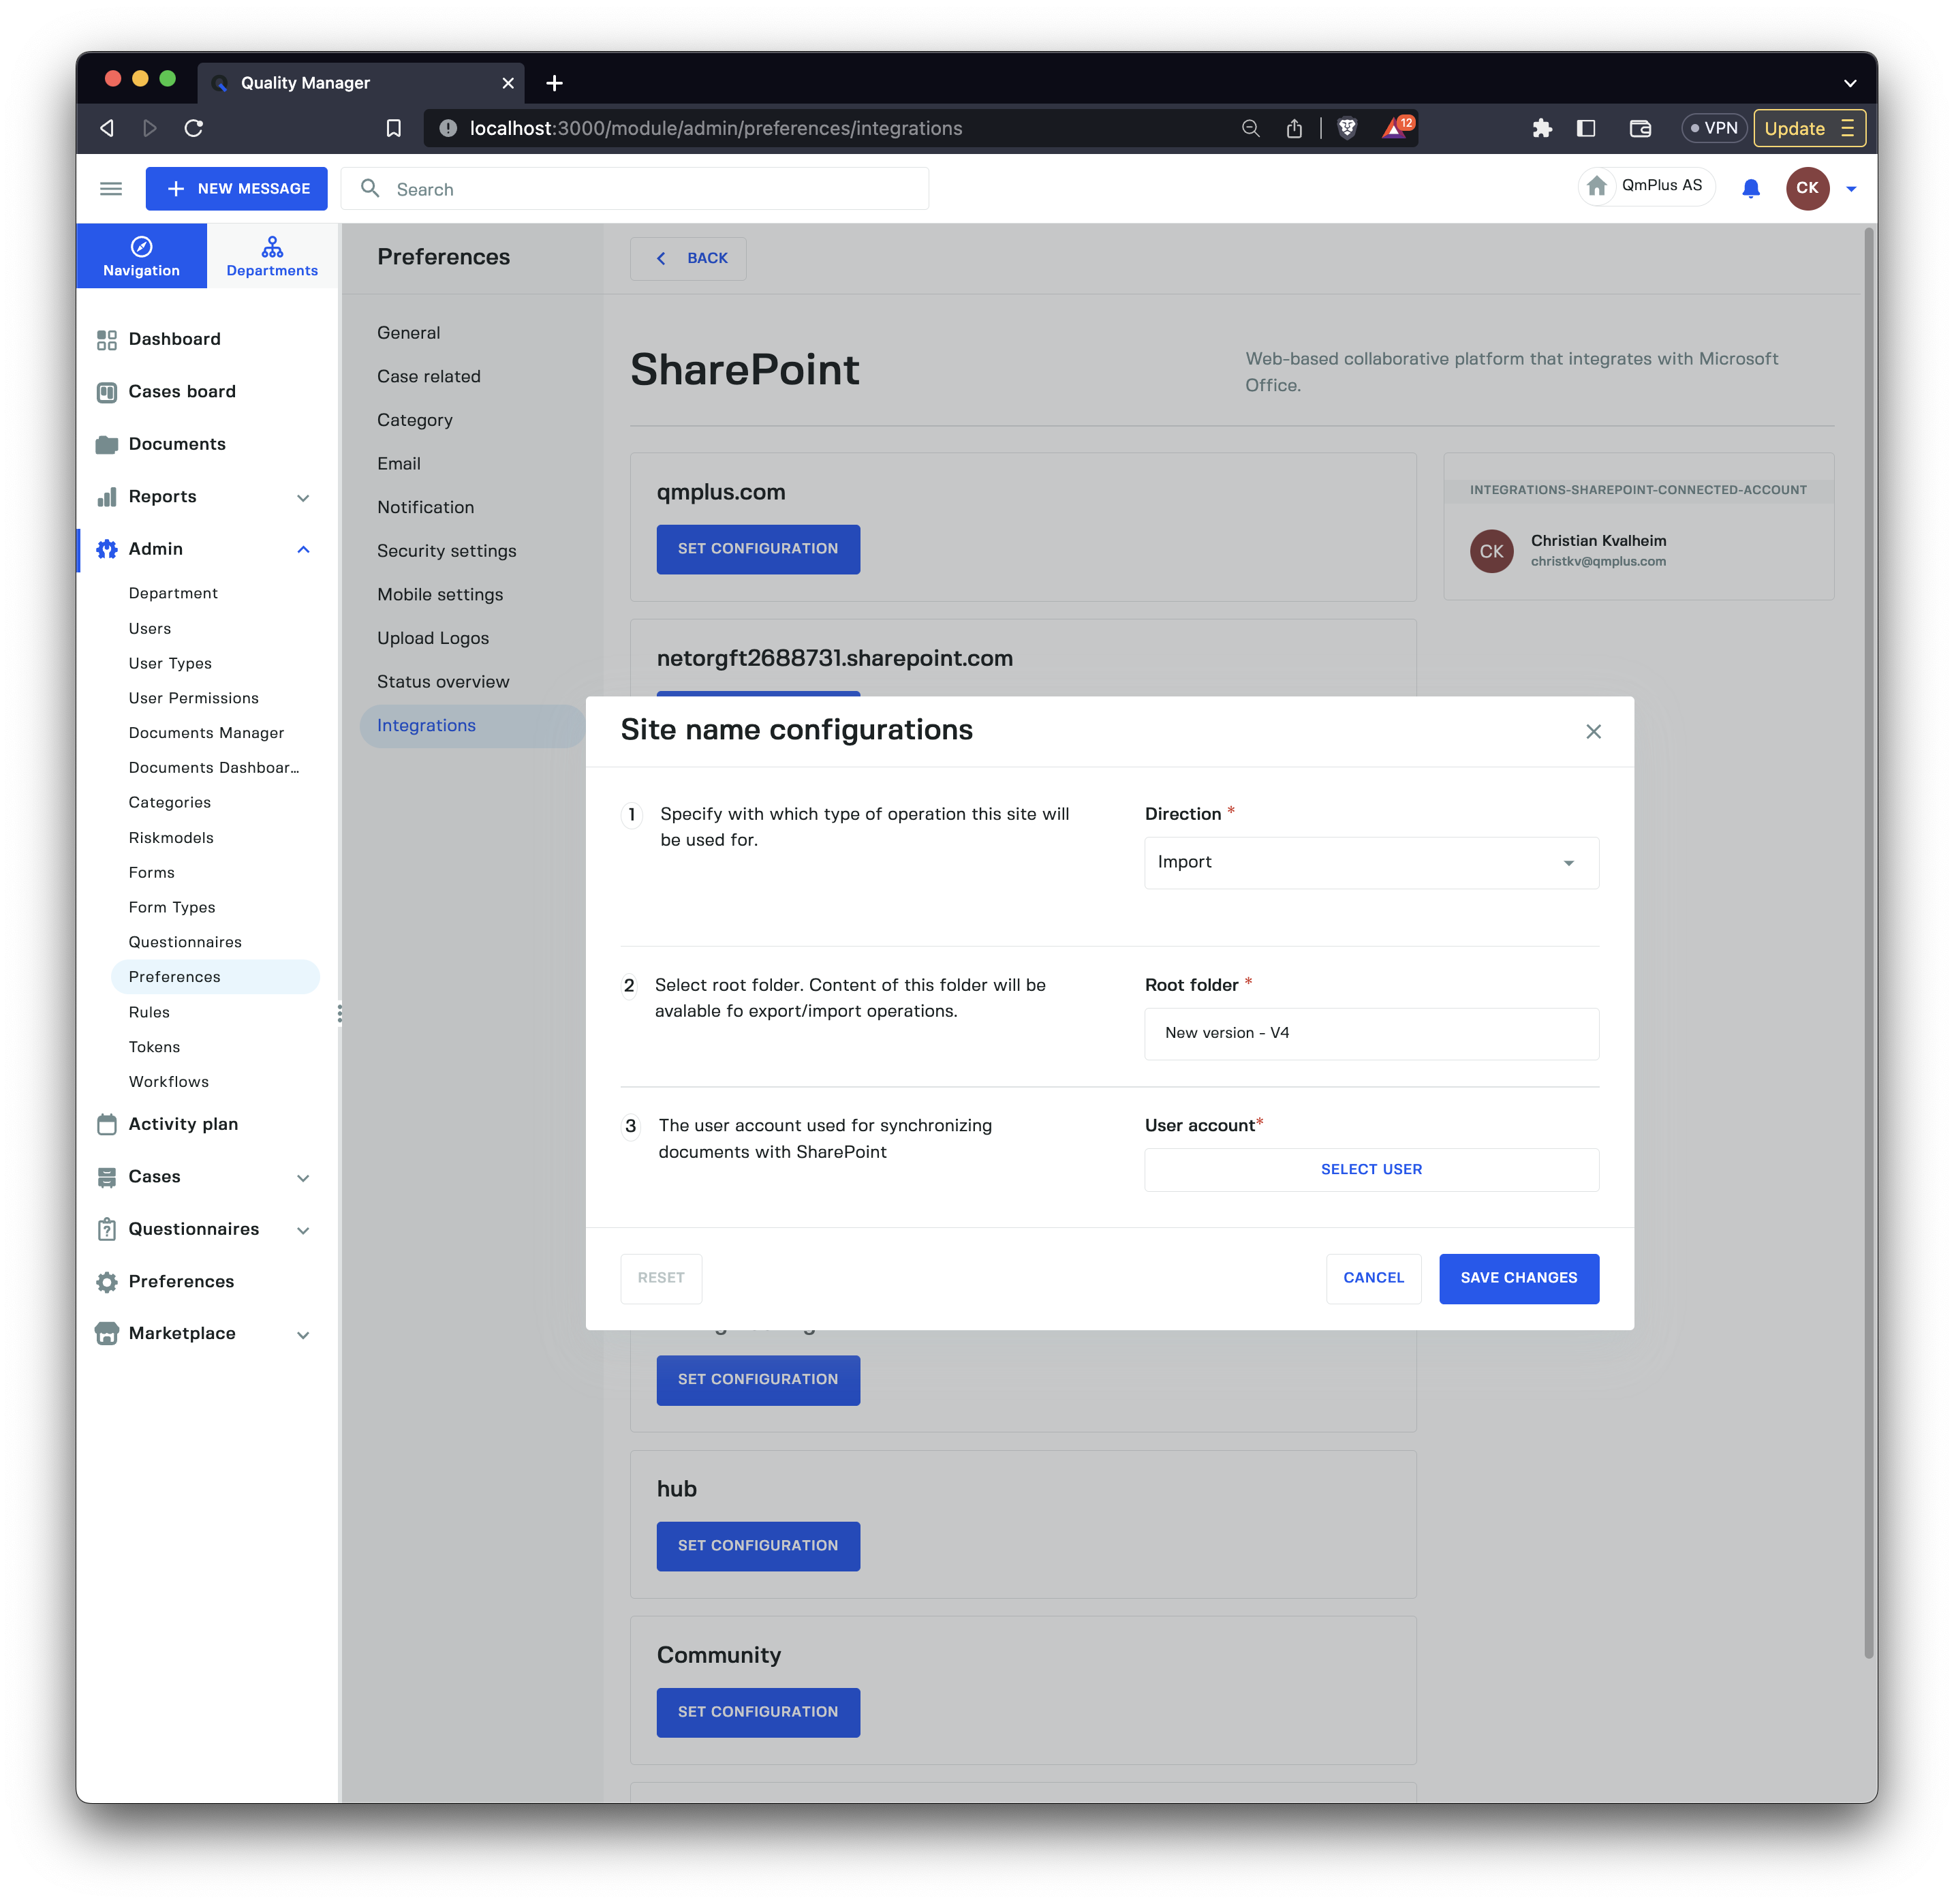 Quality Manager
localhost:3000/module/admin/preferences/integrations
12
VPN
Update
NEW MESSAGE
Search
QmPlus AS
CK
Navigation
Departments
Dashboard
Cases board
Documents
Reports
Admin
Department
Users
User Types
User Permissions
Documents Manager
Documents Dashboar...
Categories
Riskmodels
Forms
Form Types
Questionnaires
Preferences
Rules
Tokens
Workflows
Activity plan
Cases
Questionnaires
Preferences
Marketplace
Preferences
General
Case related
Category
Email
Notification
Security settings
Mobile settings
Upload Logos
Status overview
Integrations
BACK
SharePoint
Web-based collaborative platform that integrates with Microsoft
Office.
qmplus.com
SET CONFIGURATION
INTEGRATIONS-SHAREPOINT-CONNECTED-ACCOUNT
CK
Christian Kvalheim
christkv@qmplus.com
netorgft2688731.sharepoint.com
Site name configurations
1
Specify with which type of operation this site will
be used for.
Direction *
Import
2
Select root folder. Content of this folder will be
avalable fo export/import operations.
Root folder *
New version - V4
3
The user account used for synchronizing
documents with SharePoint
User account*
SELECT USER
RESET
CANCEL
SAVE CHANGES
SET CONFIGURATION
hub
SET CONFIGURATION
Community
SET CONFIGURATION